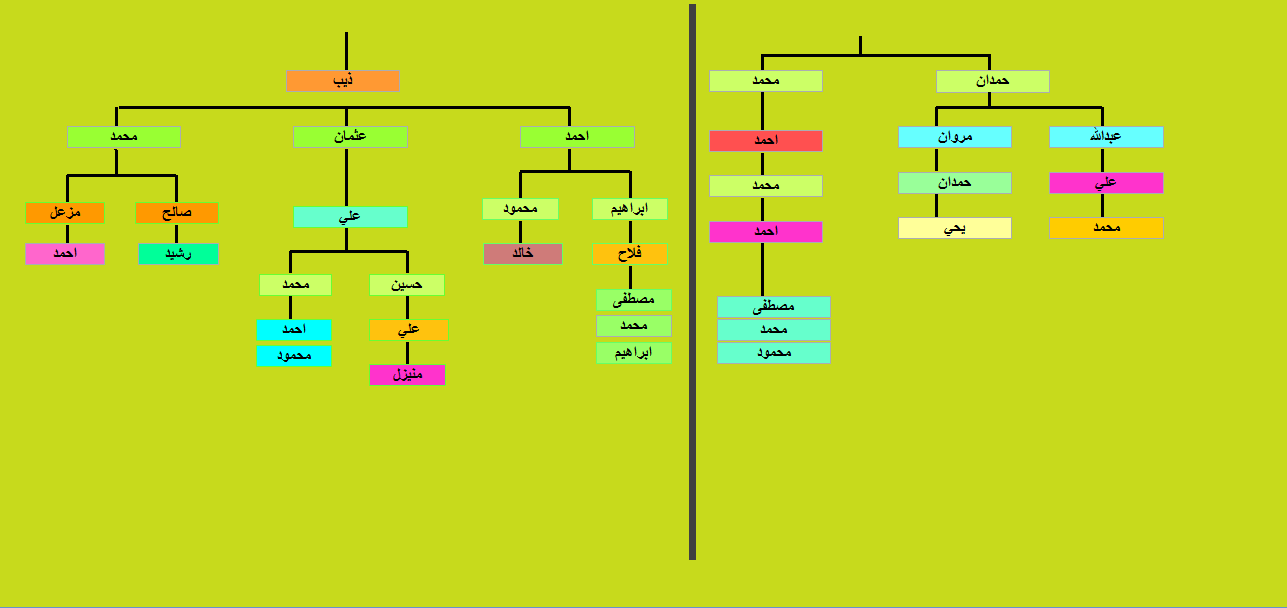 حمدان
محمد
عبدالله
مروان
احمد
علي
حمدان
محمد
محمد
يحي
احمد
مصطفى
محمد
محمود
ذيب
احمد
عثمان
محمد
ابراهيم
محمود
علي
صالح
مزعل
فلاح
خالد
رشيد
احمد
حسين
محمد
مصطفى
محمد
ابراهيم
علي
احمد
محمود
منيزل